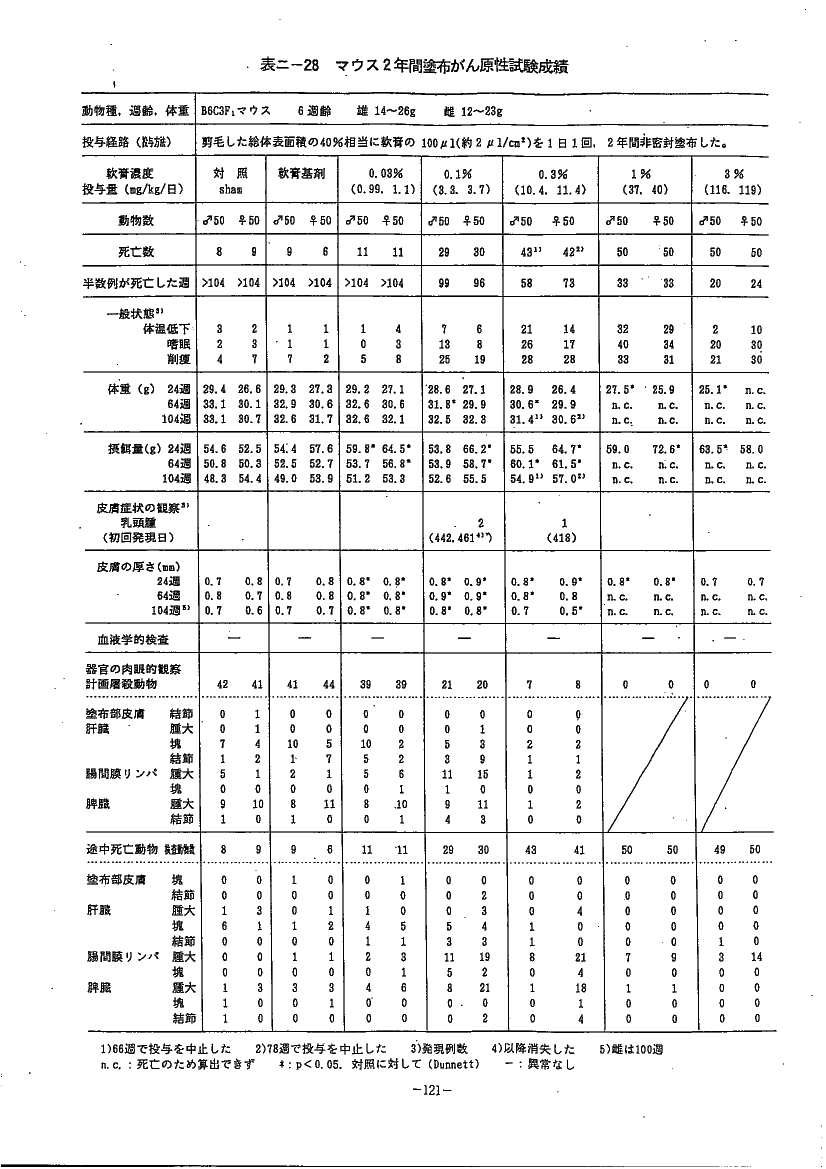 表ニー28　マウス2年間塗布がん原性試験成績
動物種，週齢，体重　B6C3F₁マウス　6週齢　雄 14～26g　雌 12～23g
投与経路（投与方法）　剪毛した総体表面積の40%相当に軟膏の 100μl(約2 μl/cm²)を1日1回，2年間非密封塗布した。
軟膏濃度　対 照　軟膏基剤　0.03%　0.1%　0.3%　1%　3%
投与量 (mg/kg/日)　sham　(0.99, 1.1)　(3.3, 3.7)　(10.4, 11.4)　(37, 40)　(116, 119)
動物数　♂50 ♀50　♂50 ♀50　♂50 ♀50　♂50 ♀50　♂50 ♀50　♂50 ♀50　♂50 ♀50
死亡数　8 9　9 6　11 11　29 30　43¹⁾ 42²⁾　50 50　50 50
半数例が死亡した週　>104 >104　>104 >104　>104 >104　99 96　58 73　33 33　20 24
一般状態³⁾
体温低下　3 2　1 1　1 4　7 6　21 14　32 29　2 10
嗜眠　2 3　1 1　0 3　13 8　26 17　40 34　20 30
削痩　4 7　7 2　5 8　25 19　28 28　33 31　21 30
体重 (g) 24週　29.4 26.6　29.3 27.3　29.2 27.1　28.6 27.1　28.9 26.4　27.5* 25.9　25.1* n.c.
64週　33.1 30.1　32.9 30.6　32.6 30.6　31.8* 29.9　30.6* 29.9　n.c. n.c.　n.c. n.c.
104週　33.1 30.7　32.6 31.7　32.6 32.1　32.5 32.3　31.4¹⁾ 30.6²⁾　n.c. n.c.　n.c. n.c.
摂餌量(g) 24週　54.6 52.5　54.4 57.6　59.8* 64.5*　53.8 66.2*　55.5 64.7*　59.0 72.6*　63.5* 58.0
64週　50.8 50.3　52.5 52.7　53.7 56.8*　53.9 58.7*　60.1* 61.5*　n.c. n.c.　n.c. n.c.
104週　48.3 54.4　49.0 53.9　51.2 53.3　52.6 55.5　54.9¹⁾ 57.0²⁾　n.c. n.c.　n.c. n.c.
皮膚症状の観察³⁾
乳頭腫　2　1
（初回発現日）　(442,461⁴⁾)　(418)
皮膚の厚さ(mm)
24週　0.7 0.8　0.7 0.8　0.8* 0.8*　0.8* 0.9*　0.8* 0.9*　0.8* 0.8*　0.7 0.7
64週　0.8 0.7　0.8 0.8　0.8* 0.8*　0.9* 0.9*　0.8* 0.8　n.c. n.c.　n.c. n.c.
104週⁵⁾　0.7 0.6　0.7 0.7　0.8* 0.8*　0.8* 0.8*　0.7 0.5*　n.c. n.c.　n.c. n.c.
血液学的検査　－　－　－　－　－　－　－
器官の肉眼的観察
計画屠殺動物　42 41　41 44　39 39　21 20　7 8　0 0　0 0
塗布部皮膚　結節　0 1　0 0　0 0　0 0　0 0
肝臓　腫大　0 1　0 0　0 0　0 1　0 0
塊　7 4　10 5　10 2　5 3　2 2
結節　1 2　1 7　5 2　3 9　1 1
腸間膜リンパ　腫大　5 1　2 1　5 6　11 15　1 2
塊　0 0　0 0　0 1　1 0　0 0
脾臓　腫大　9 10　8 11　8 10　9 11　1 2
結節　1 0　1 0　0 1　4 3　0 0
途中死亡動物　8 9　9 6　11 11　29 30　43 41　50 50　49 50
塗布部皮膚　塊　0 0　1 0　0 1　0 0　0 0　0 0　0 0
結節　0 0　0 0　0 0　0 2　0 0　0 0　0 0
肝臓　腫大　1 3　0 1　1 0　0 3　0 4　0 0　0 0
塊　6 1　1 2　4 5　5 4　1 0　0 0　0 0
結節　0 0　0 0　1 1　3 3　1 0　0 0　1 0
腸間膜リンパ　腫大　0 0　1 1　2 3　11 19　8 21　7 9　3 14
塊　0 0　0 0　0 1　5 2　0 4　0 0　0 0
脾臓　腫大　1 3　3 3　4 6　8 21　1 18　1 1　0 0
塊　1 0　0 1　0 0　0 0　0 1　0 0　0 0
結節　1 0　0 0　0 0　0 2　0 4　0 0　0 0
1)66週で投与を中止した　2)78週で投与を中止した　3)発現例数　4)以降消失した　5)雌は100週
n.c.：死亡のため算出できず　*：p<0.05，対照に対して (Dunnett)　－：異常なし
－121－